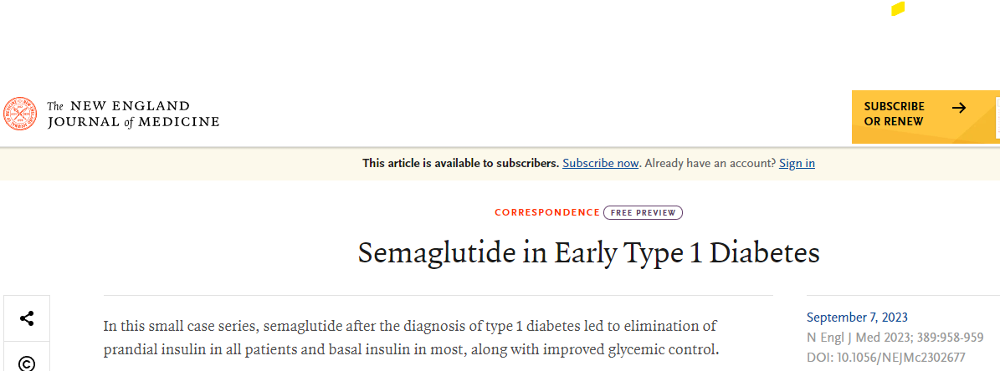 The NEW ENGLAND
JOURNAL of MEDICINE
SUBSCRIBE
OR RENEW
This article is available to subscribers. Subscribe now. Already have an account? Sign in
CORRESPONDENCE FREE PREVIEW
Semaglutide in Early Type 1 Diabetes
In this small case series, semaglutide after the diagnosis of type 1 diabetes led to elimination of
prandial insulin in all patients and basal insulin in most, along with improved glycemic control.
September 7, 2023
N Engl J Med 2023; 389:958-959
DOI: 10.1056/NEJMc2302677